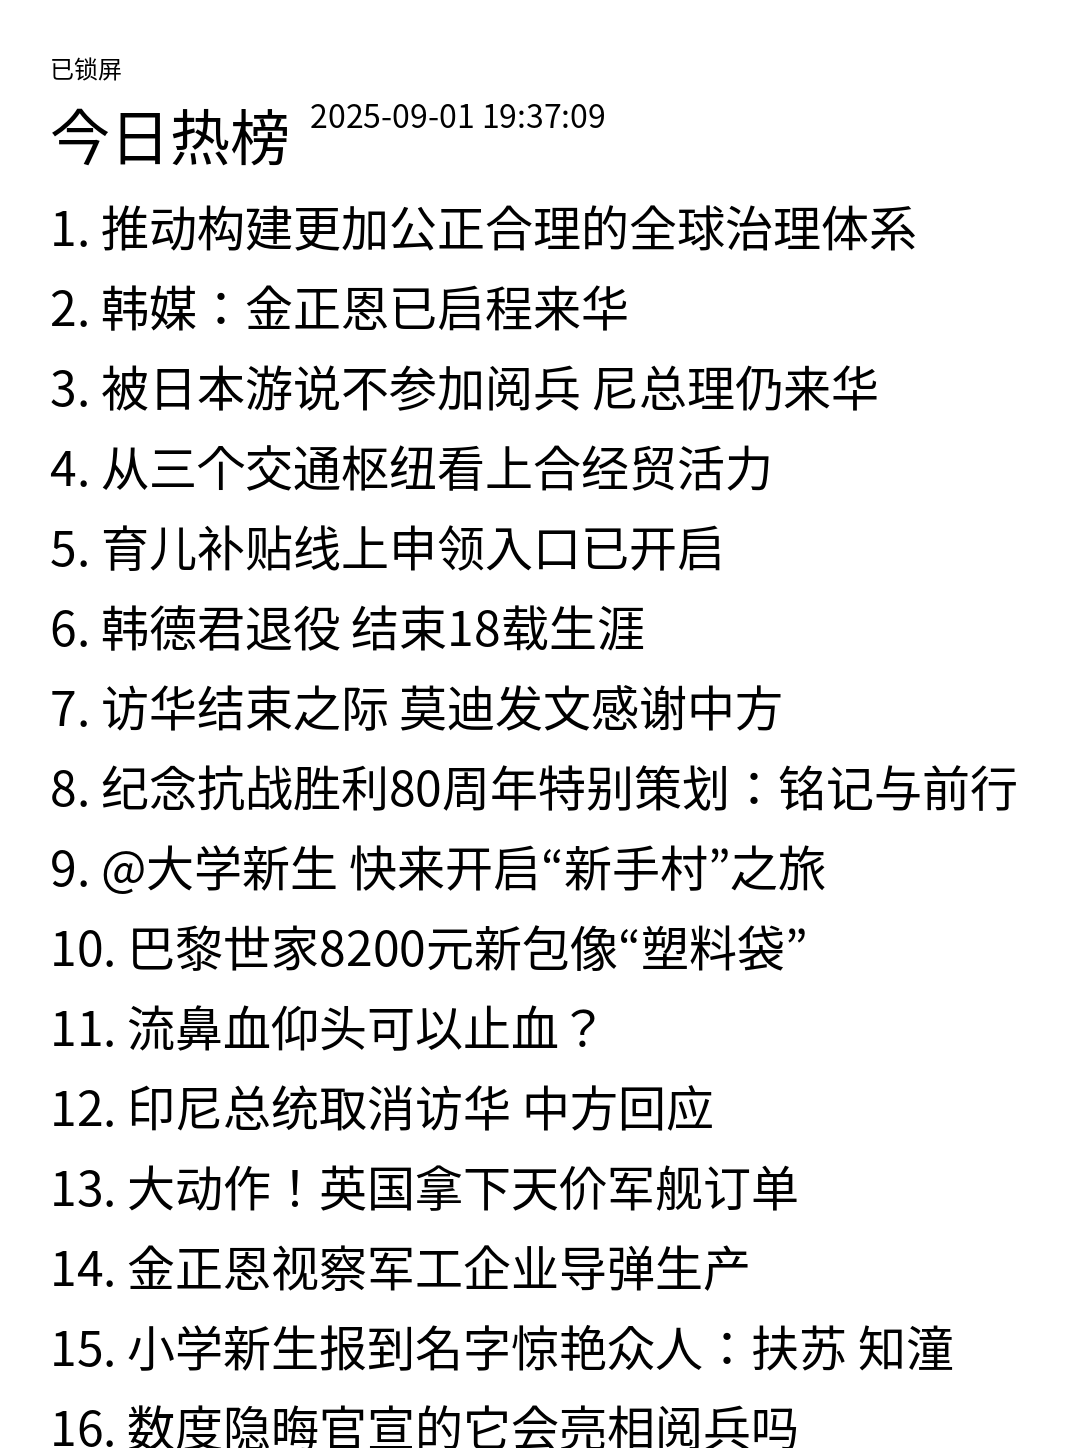 已锁屏
今日热榜 2025-09-01 19:37:09
1. 推动构建更加公正合理的全球治理体系
2. 韩媒：金正恩已启程来华
3. 被日本游说不参加阅兵 尼总理仍来华
4. 从三个交通枢纽看上合经贸活力
5. 育儿补贴线上申领入口已开启
6. 韩德君退役 结束18载生涯
7. 访华结束之际 莫迪发文感谢中方
8. 纪念抗战胜利80周年特别策划：铭记与前行
9. @大学新生 快来开启“新手村”之旅
10. 巴黎世家8200元新包像“塑料袋”
11. 流鼻血仰头可以止血？
12. 印尼总统取消访华 中方回应
13. 大动作！英国拿下天价军舰订单
14. 金正恩视察军工企业导弹生产
15. 小学新生报到名字惊艳众人：扶苏 知潼
16. 数度隐晦官宣的它会亮相阅兵吗